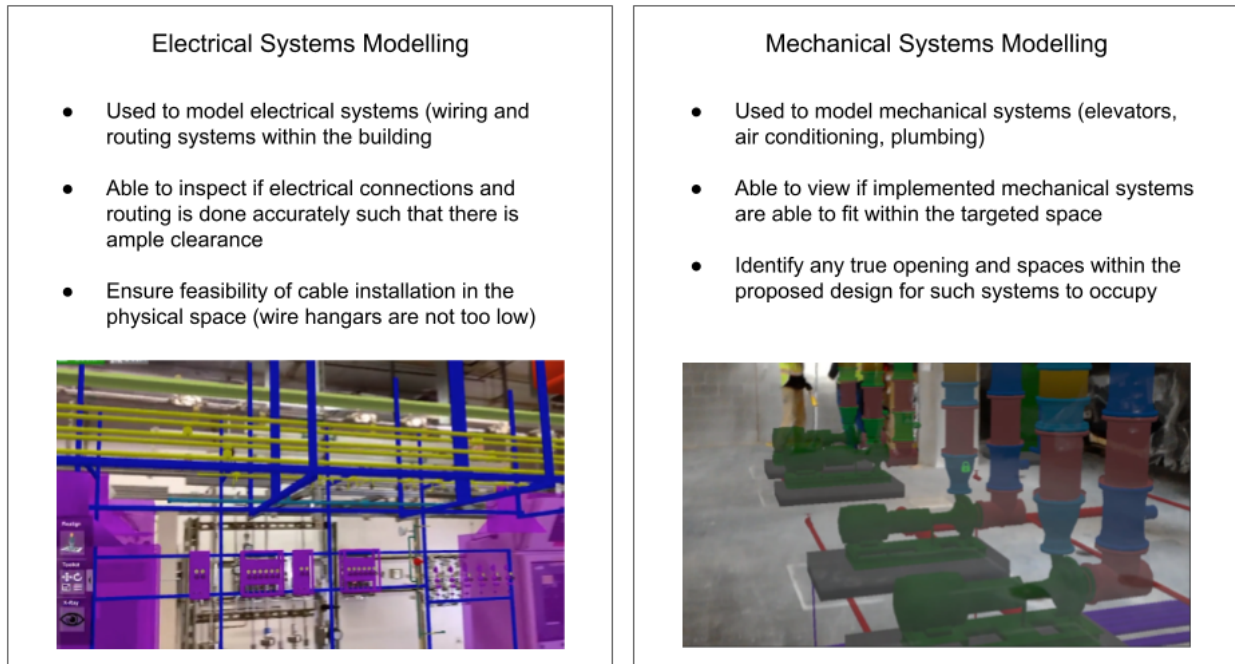 Electrical Systems Modelling
● Used to model electrical systems (wiring and
routing systems within the building
● Able to inspect if electrical connections and
routing is done accurately such that there is
ample clearance
● Ensure feasibility of cable installation in the
physical space (wire hangars are not too low)
Realign
X-Ray
Mechanical Systems Modelling
● Used to model mechanical systems (elevators,
air conditioning, plumbing)
● Able to view if implemented mechanical systems
are able to fit within the targeted space
● Identify any true opening and spaces within the
proposed design for such systems to occupy